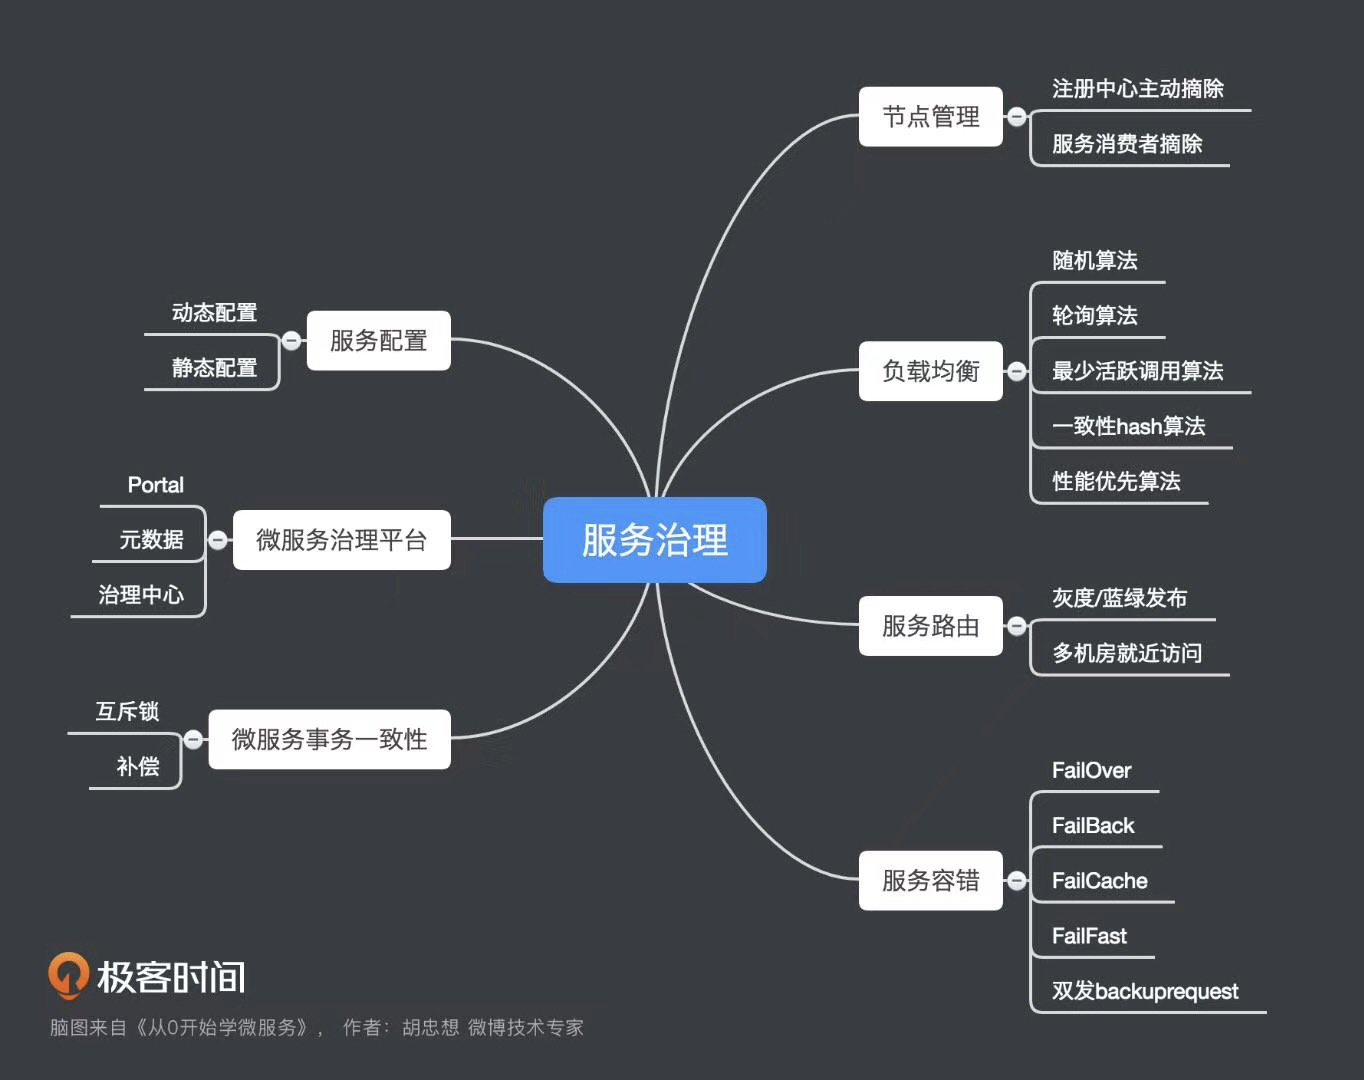 服务治理
节点管理
注册中心主动摘除
服务消费者摘除
负载均衡
随机算法
轮询算法
最少活跃调用算法
一致性hash算法
性能优先算法
服务路由
灰度/蓝绿发布
多机房就近访问
服务容错
FailOver
FailBack
FailCache
FailFast
双发backuprequest
服务配置
动态配置
静态配置
微服务治理平台
Portal
元数据
治理中心
微服务事务一致性
互斥锁
补偿
极客时间
脑图来自《从0开始学微服务》， 作者：胡忠想 微博技术专家